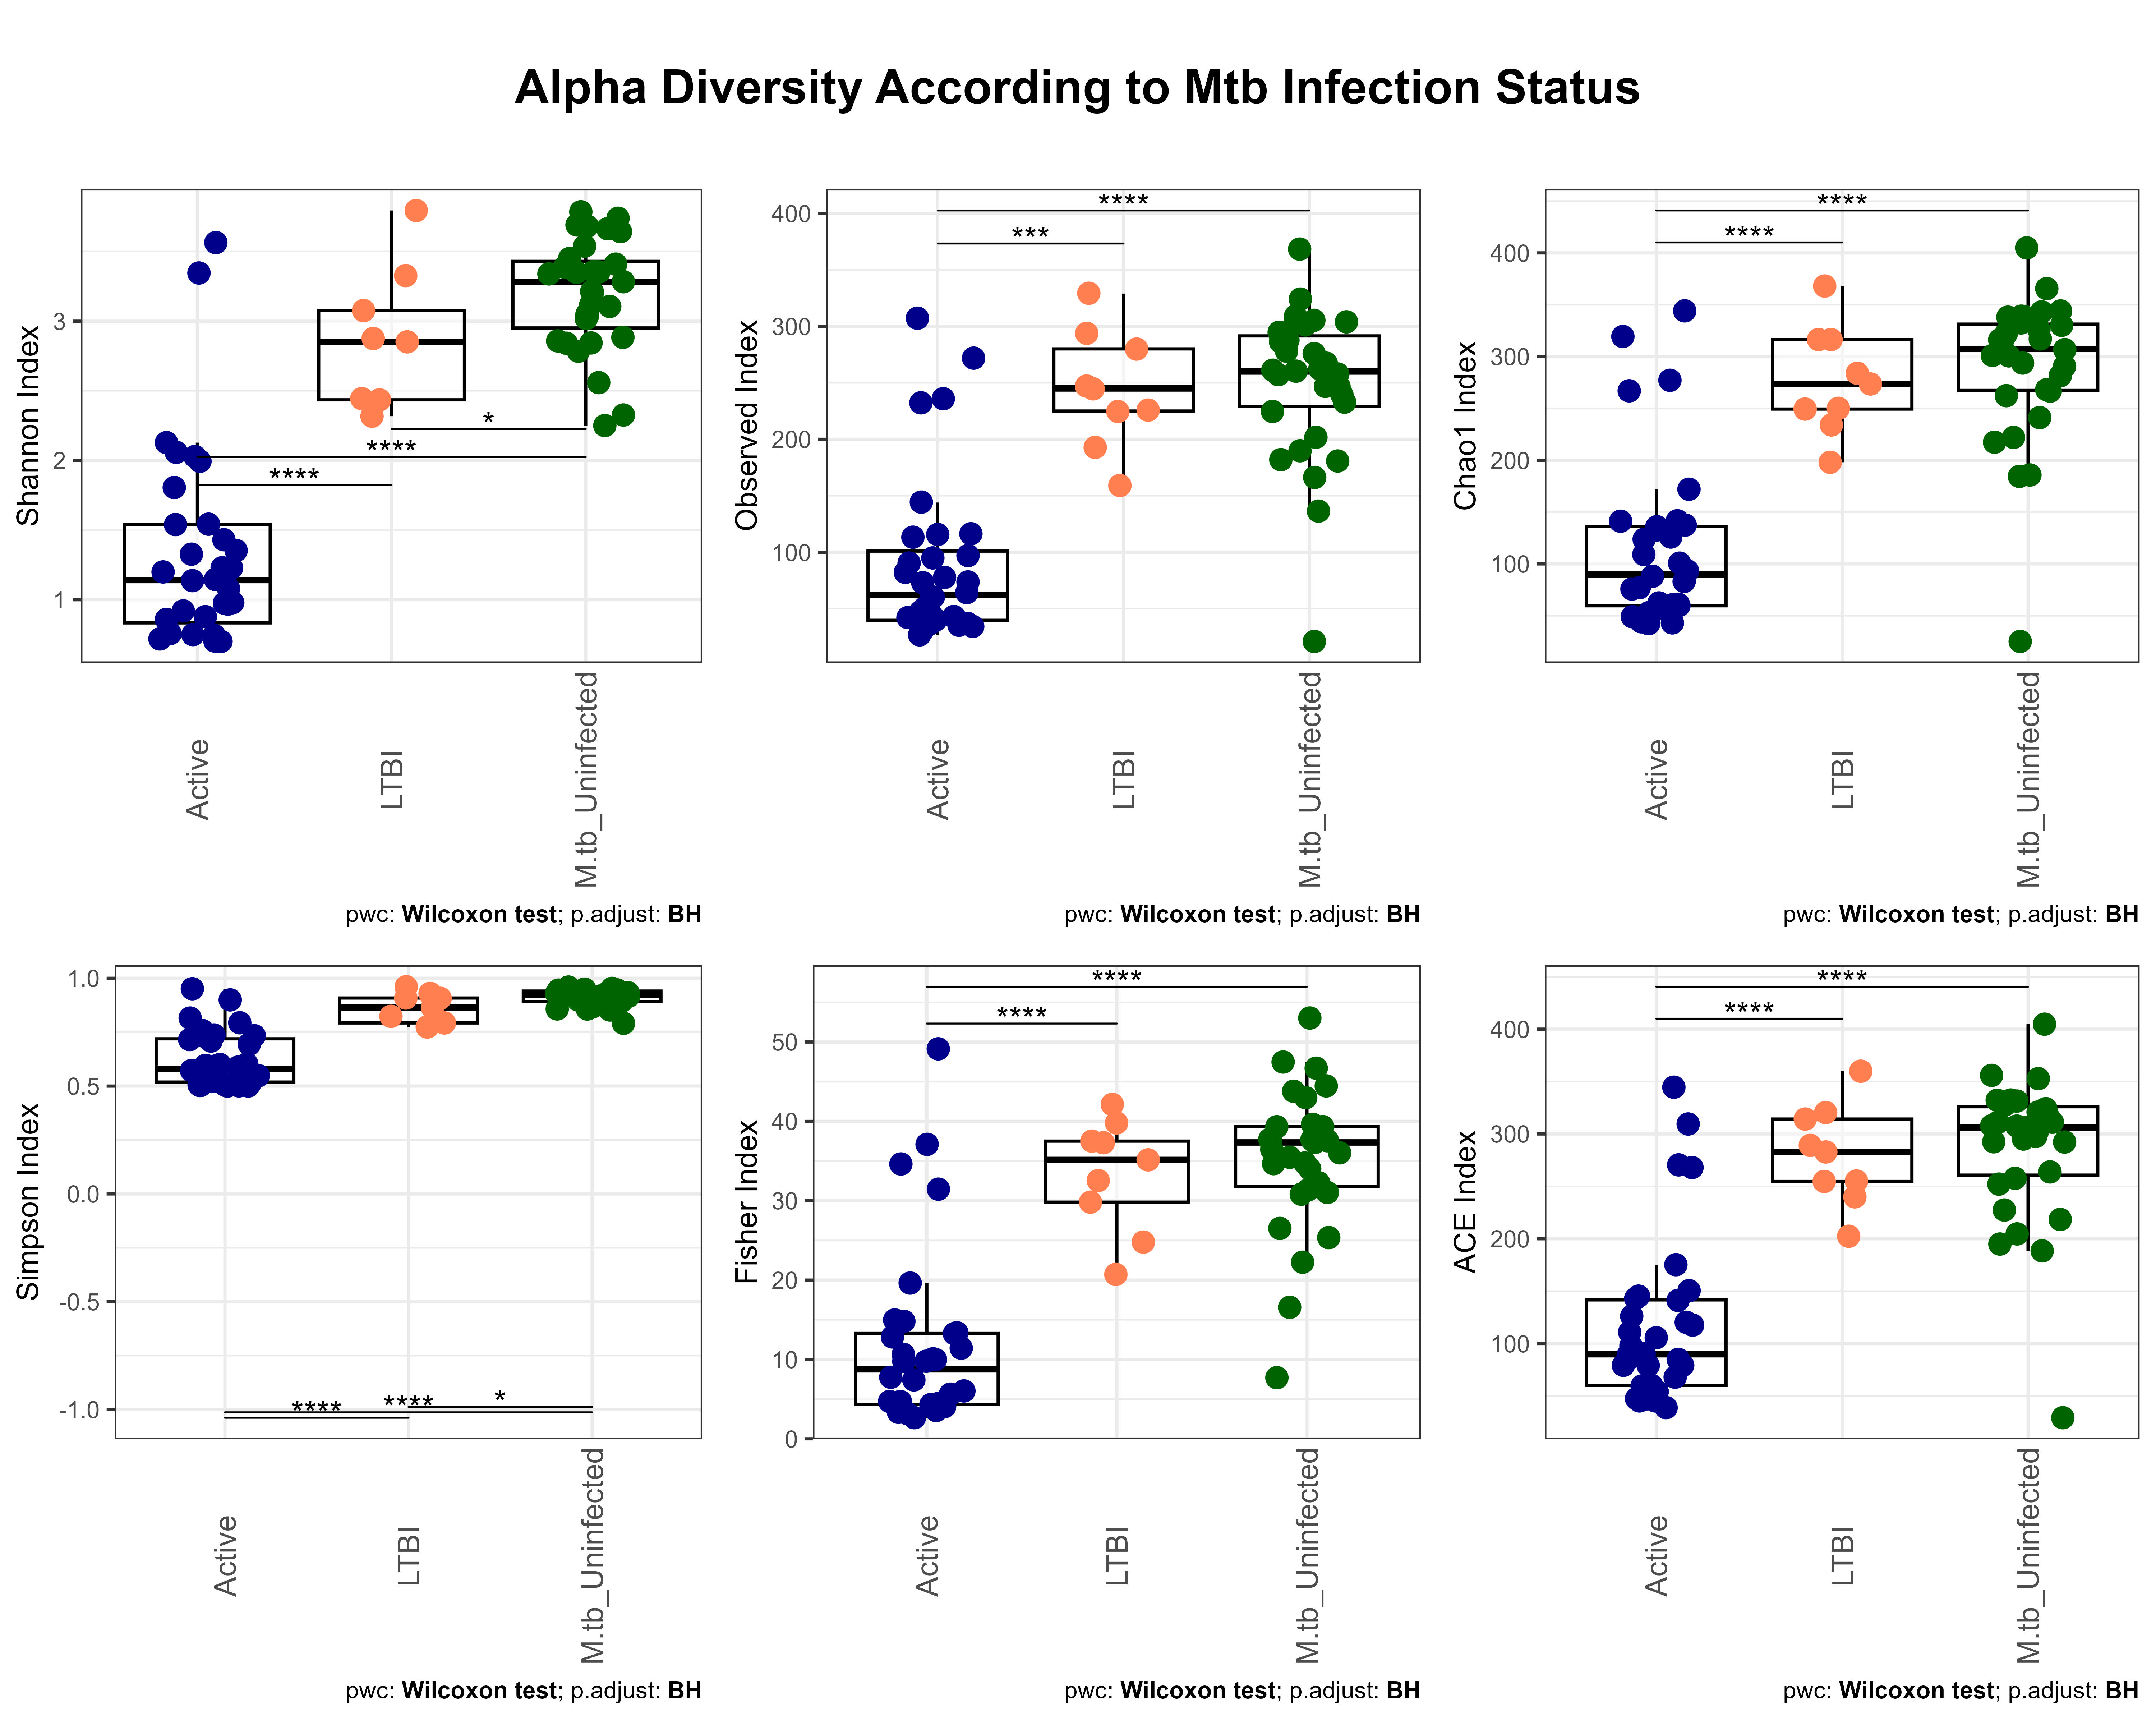 Alpha Diversity According to Mtb Infection Status
Shannon Index
3
2
1
****
****
*
Active
LTBI
M.tb_Uninfected
pwc: Wilcoxon test; p.adjust: BH
Observed Index
400
300
200
100
****
***
Active
LTBI
M.tb_Uninfected
pwc: Wilcoxon test; p.adjust: BH
Chao1 Index
400
300
200
100
****
****
Active
LTBI
M.tb_Uninfected
pwc: Wilcoxon test; p.adjust: BH
Simpson Index
1.0
0.5
0.0
-0.5
-1.0
****
****
*
Active
LTBI
M.tb_Uninfected
pwc: Wilcoxon test; p.adjust: BH
Fisher Index
50
40
30
20
10
0
****
****
Active
LTBI
M.tb_Uninfected
pwc: Wilcoxon test; p.adjust: BH
ACE Index
400
300
200
100
****
****
Active
LTBI
M.tb_Uninfected
pwc: Wilcoxon test; p.adjust: BH